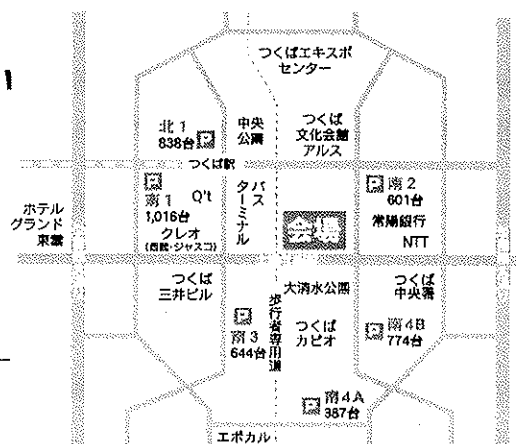 つくばエキスポ
センター
北1
838台
P
中央
公園
つくば
文化会館
アルス
つくば駅
P
南1
1,016台
Q't
クレオ
(西武・ジャスコ)
バス
ターミナル
会場
P
南2
601台
常陽銀行
NTT
ホテル
グランド
東雲
つくば
三井ビル
大清水公園
つくば
中央署
P
南3
644台
歩行者専用道
つくば
カピオ
P
南4B
774台
P
南4A
387台
エポカル